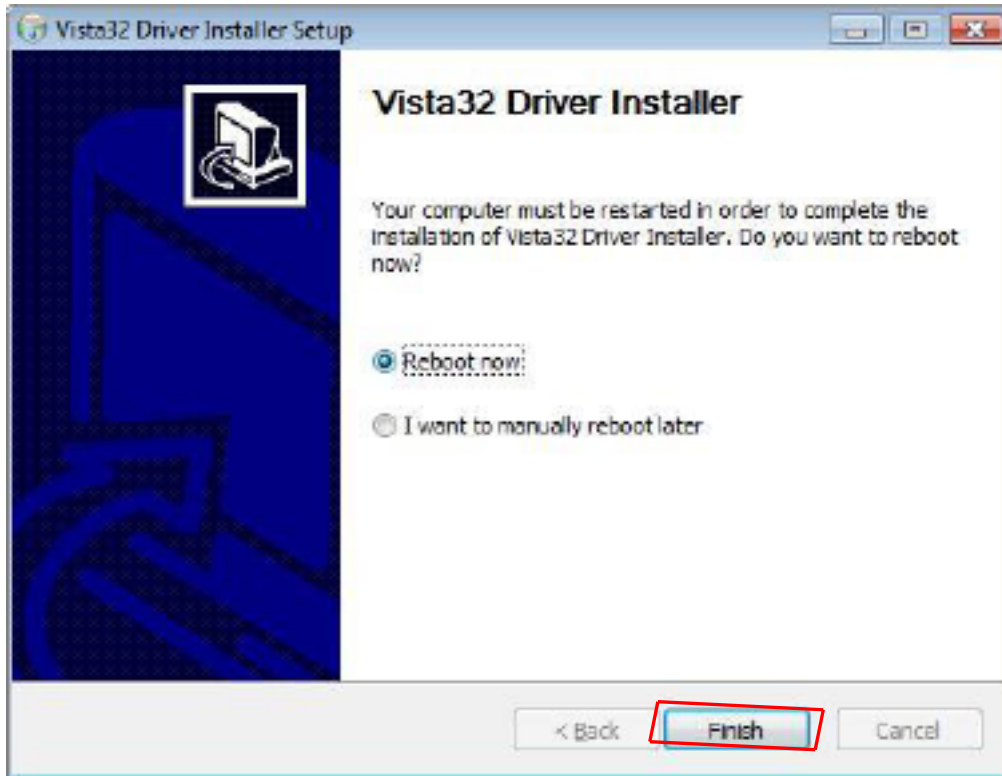 Vista32 Driver Installer Setup
Vista32 Driver Installer
Your computer must be restarted in order to complete the
installation of Vista32 Driver Installer. Do you want to reboot
now?
Reboot now
I want to manually reboot later
< Back
Finish
Cancel